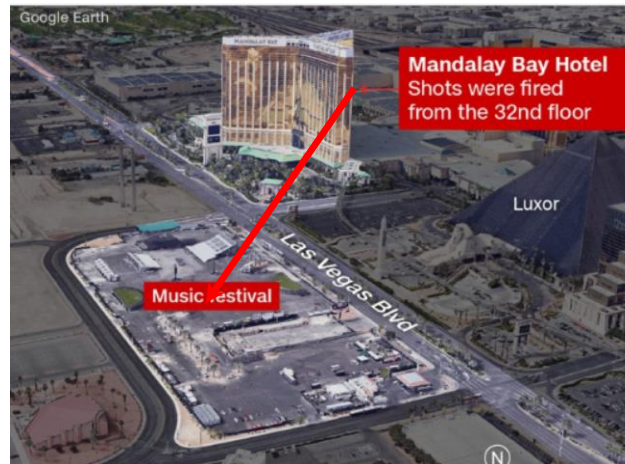 Google Earth
MANDALAY BAY
Mandalay Bay Hotel
Shots were fired
from the 32nd floor
Luxor
Las Vegas Blvd
Music festival
N